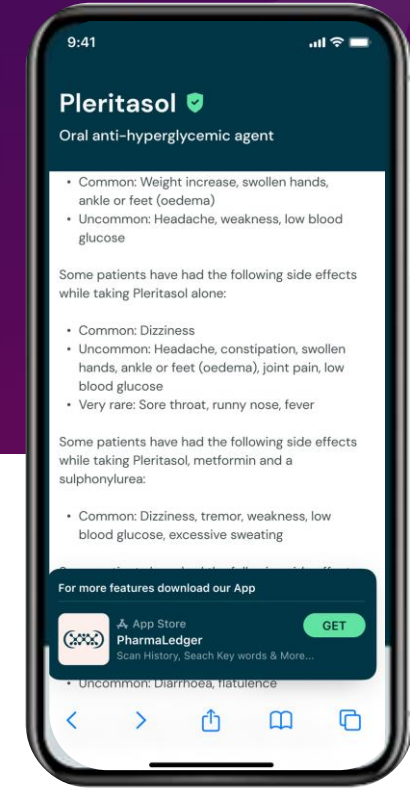 9:41
Pleritasol
Oral anti-hyperglycemic agent
• Common: Weight increase, swollen hands,
ankle or feet (oedema)
• Uncommon: Headache, weakness, low blood
glucose
Some patients have had the following side effects
while taking Pleritasol alone:
• Common: Dizziness
• Uncommon: Headache, constipation, swollen
hands, ankle or feet (oedema), joint pain, low
blood glucose
• Very rare: Sore throat, runny nose, fever
Some patients have had the following side effects
while taking Pleritasol, metformin and a
sulphonylurea:
• Common: Dizziness, tremor, weakness, low
blood glucose, excessive sweating
For more features download our App
App Store
GET
PharmaLedger
Scan History, Seach Key words & More...
• Uncommon: Diarrhoea, flatulence